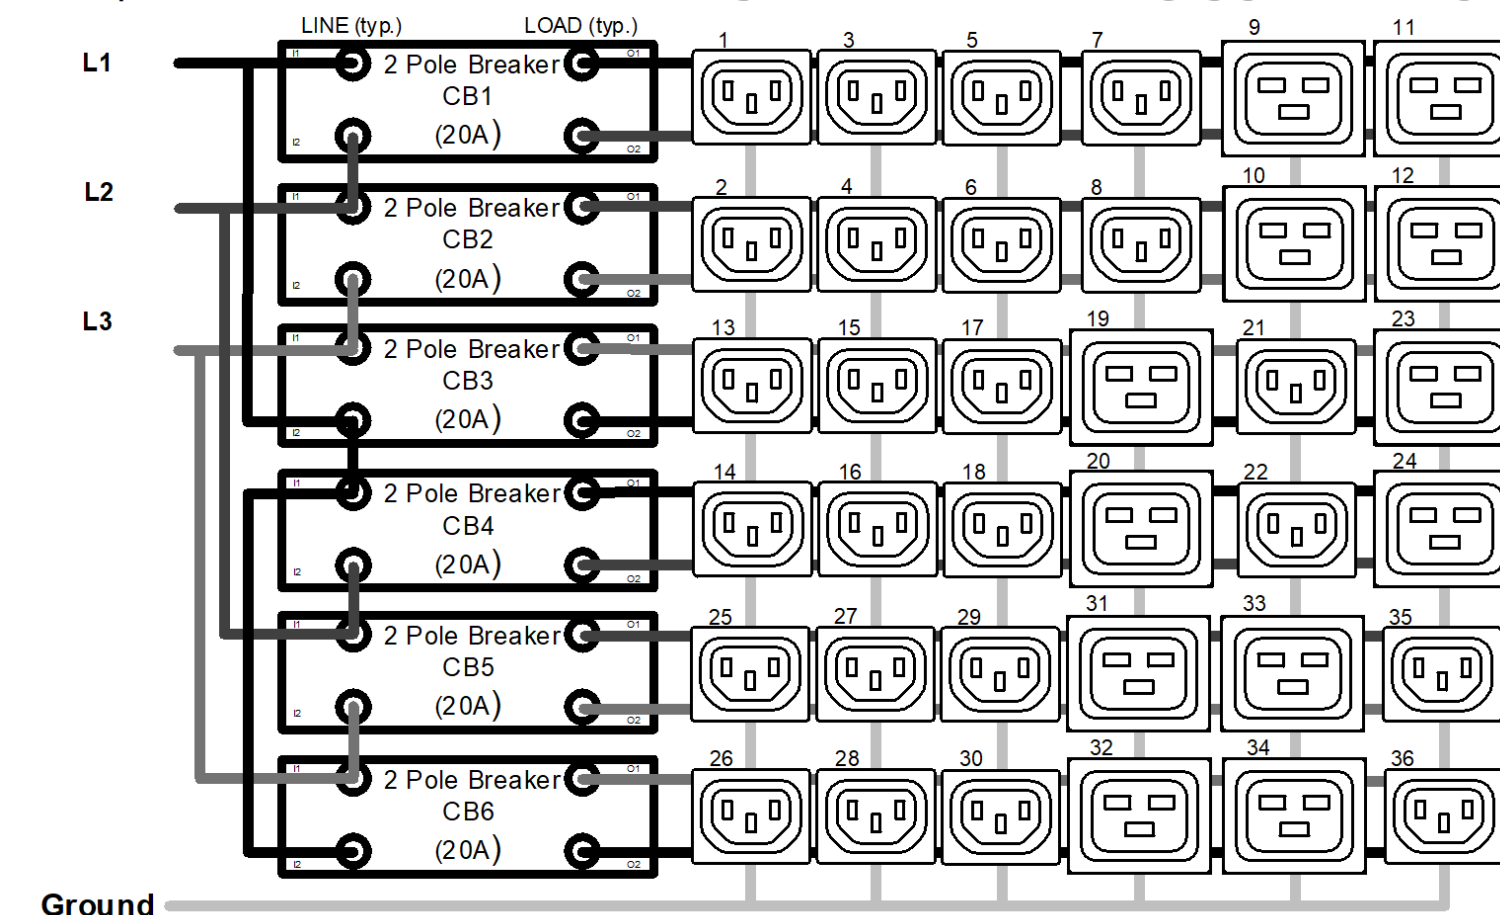 LINE (typ.) LOAD (typ.)
L1
I1 2 Pole Breaker O1
CB1
(20A)
I2 O2
1 3 5 7 9 11
L2
I1 2 Pole Breaker O1
CB2
(20A)
I2 O2
2 4 6 8 10 12
L3
I1 2 Pole Breaker O1
CB3
(20A)
I2 O2
13 15 17 19 21 23
I1 2 Pole Breaker O1
CB4
(20A)
I2 O2
14 16 18 20 22 24
I1 2 Pole Breaker O1
CB5
(20A)
I2 O2
25 27 29 31 33 35
I1 2 Pole Breaker O1
CB6
(20A)
I2 O2
26 28 30 32 34 36
Ground